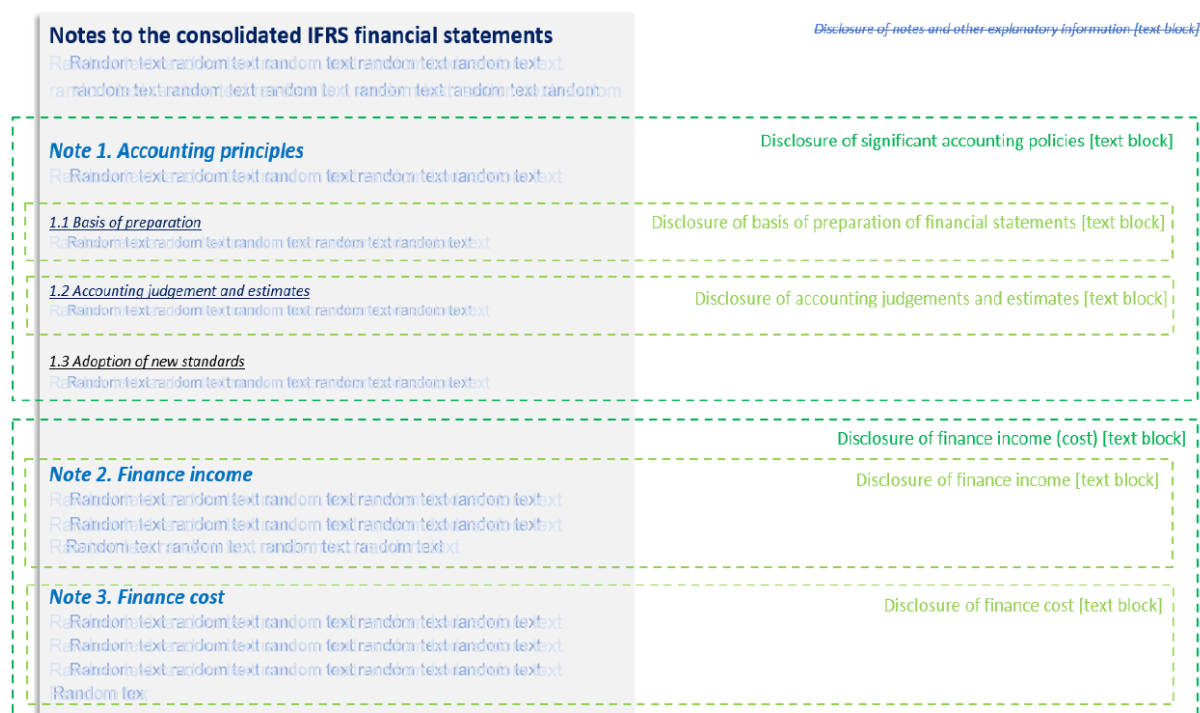 Notes to the consolidated IFRS financial statements
Disclosure of notes and other explanatory information [text block]
Random text random text random text random text random text
random text random text random text random text random text random
Disclosure of significant accounting policies [text block]
Note 1. Accounting principles
Random text random text random text random text random text
1.1 Basis of preparation
Disclosure of basis of preparation of financial statements [text block]
Random text random text random text random text random text
1.2 Accounting judgement and estimates
Disclosure of accounting judgements and estimates [text block]
Random text random text random text random text random text
1.3 Adoption of new standards
Random text random text random text random text random text
Disclosure of finance income (cost) [text block]
Note 2. Finance income
Disclosure of finance income [text block]
Random text random text random text random text random text
Random text random text random text random text random text
Random text random text random text random text
Note 3. Finance cost
Disclosure of finance cost [text block]
Random text random text random text random text random text
Random text random text random text random text random text
Random text random text random text random text random text
Random tex